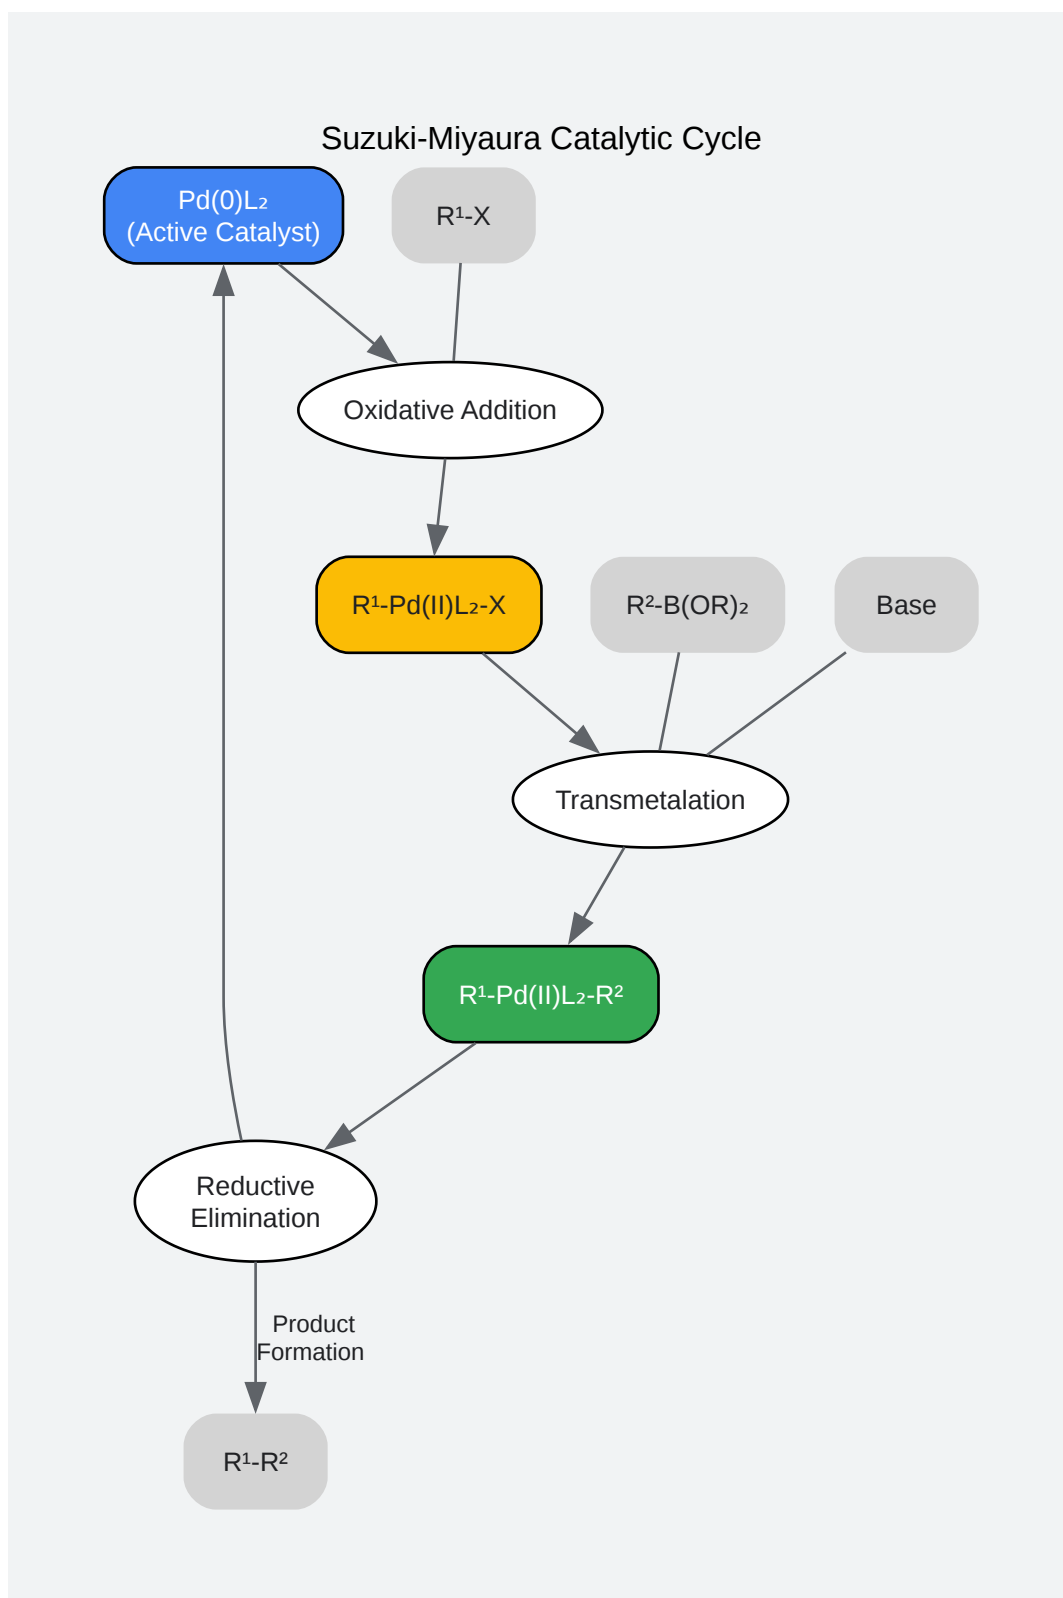 Suzuki-Miyaura Catalytic Cycle
Pd(0)L₂
(Active Catalyst)
R¹-X
Oxidative Addition
R¹-Pd(II)L₂-X
R²-B(OR)₂
Base
Transmetalation
R¹-Pd(II)L₂-R²
Reductive
Elimination
Product
Formation
R¹-R²